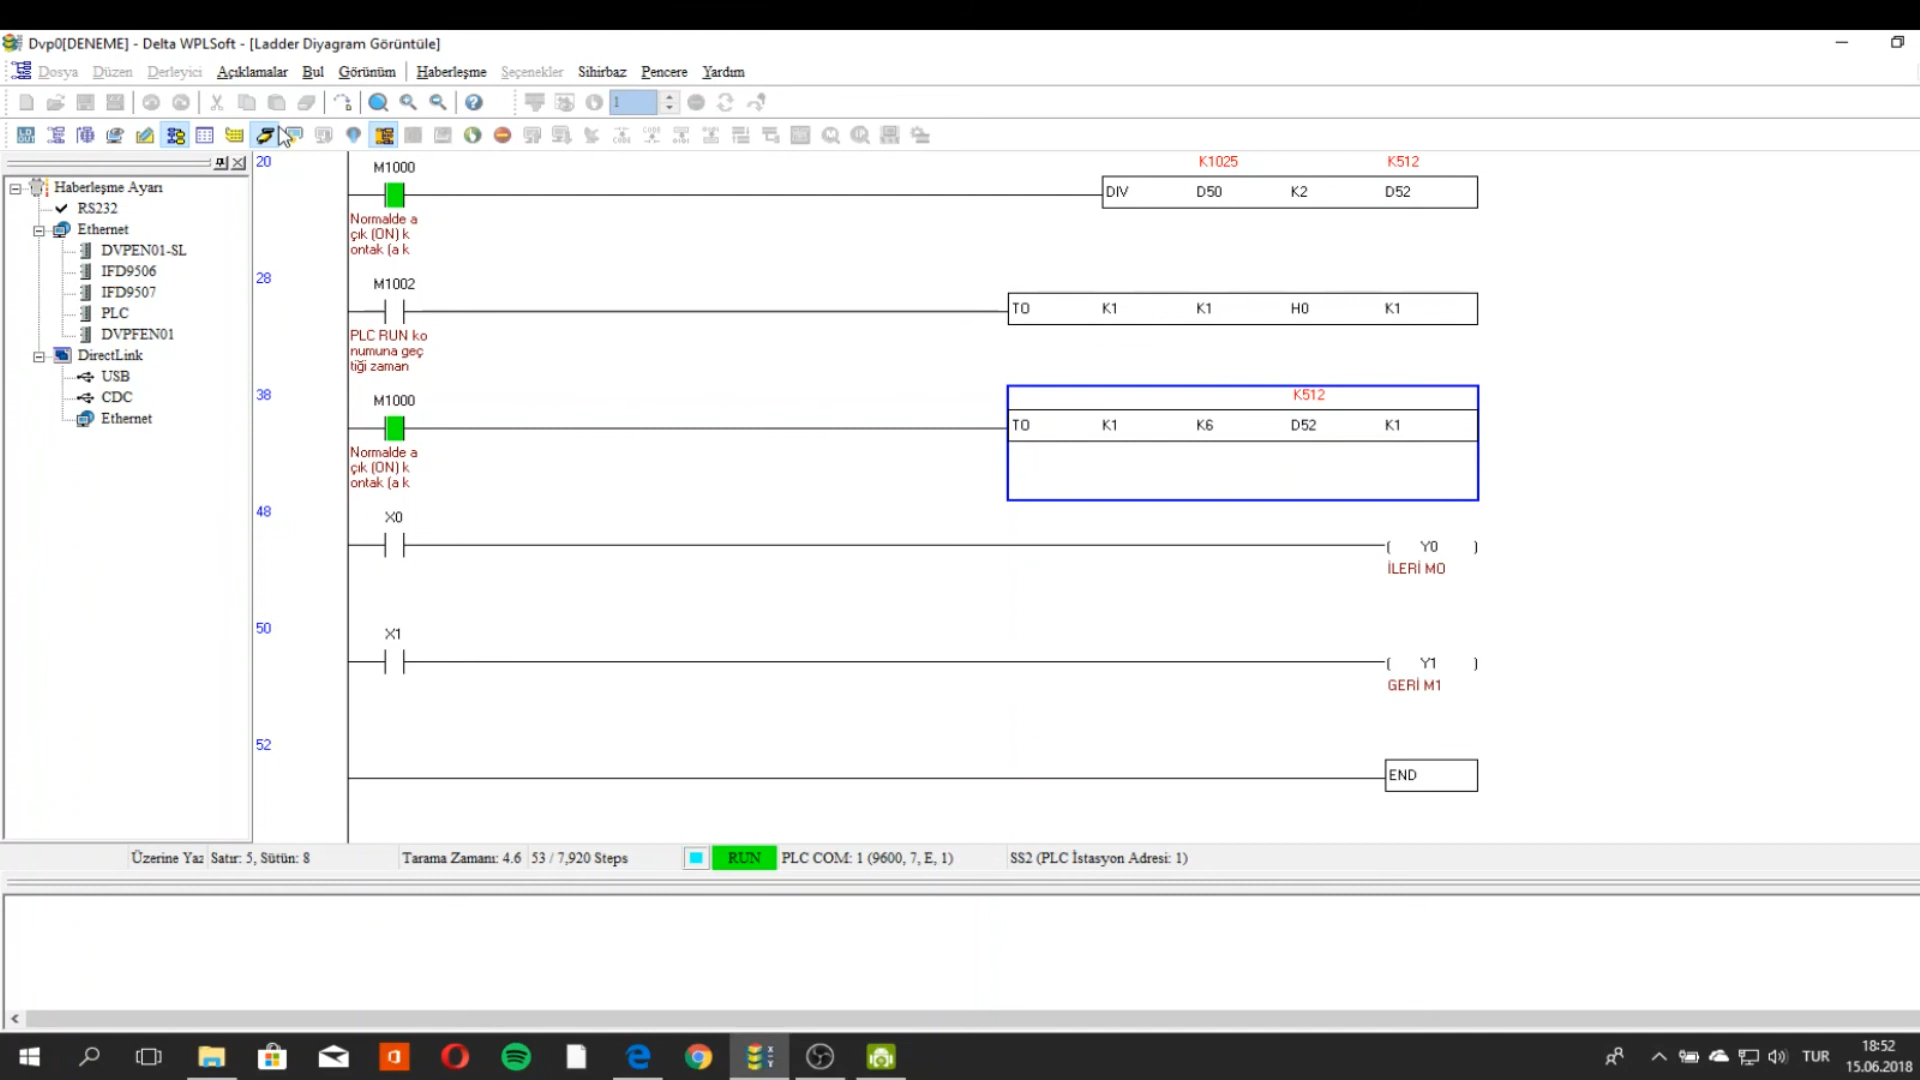 Dvp0[DENEME] - Delta WPLSoft - [Ladder Diyagram Görüntüle]
Dosya Düzen Derleyici Açıklamalar Bul Görünüm Haberleşme Seçenekler Sihirbaz Pencere Yardım
1
Haberleşme Ayarı
RS232
Ethernet
DVPEN01-SL
IFD9506
IFD9507
PLC
DVPFEN01
DirectLink
USB
CDC
Ethernet
20
M1000
K1025 K512
DIV D50 K2 D52
Normalde a
çık (ON) k
ontak (a k
28
M1002
TO K1 K1 H0 K1
PLC RUN ko
numuna geç
tiği zaman
38
M1000
K512
TO K1 K6 D52 K1
Normalde a
çık (ON) k
ontak (a k
48
X0
( Y0 )
İLERİ M0
50
X1
( Y1 )
GERİ M1
52
END
Üzerine Yaz Satır: 5, Sütün: 8 Tarama Zamanı: 4.6 53 / 7,920 Steps RUN PLC COM: 1 (9600, 7, E, 1) SS2 (PLC İstasyon Adresi: 1)
TUR
18:52
15.06.2018